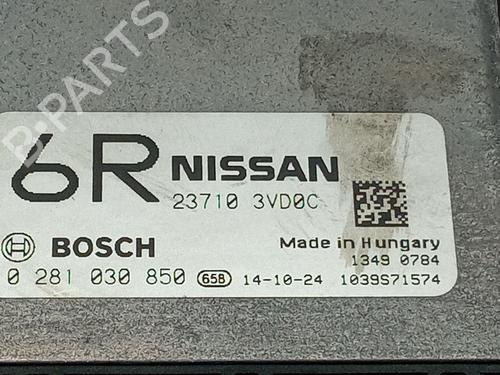 B-PARTS
6R NISSAN
23710 3VD0C
BOSCH
Made in Hungary
1349 0784
0 281 030 850 65B 14-10-24 1039S71574